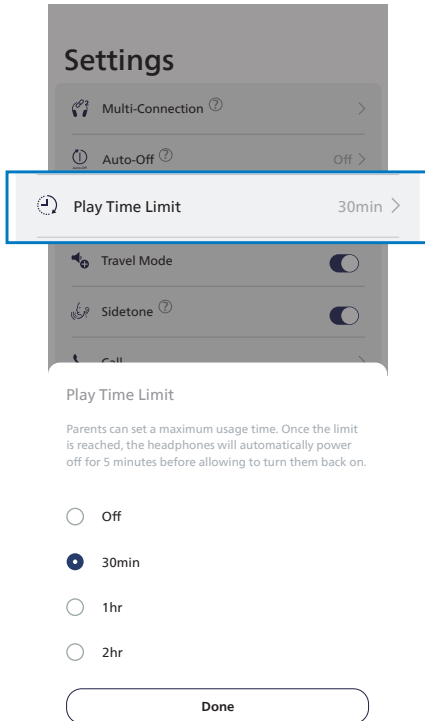 Settings
Multi-Connection ?
Auto-Off ? Off >
Play Time Limit 30min >
Travel Mode
Sidetone ?
Call
Play Time Limit
Parents can set a maximum usage time. Once the limit
is reached, the headphones will automatically power
off for 5 minutes before allowing to turn them back on.
Off
30min
1hr
2hr
Done